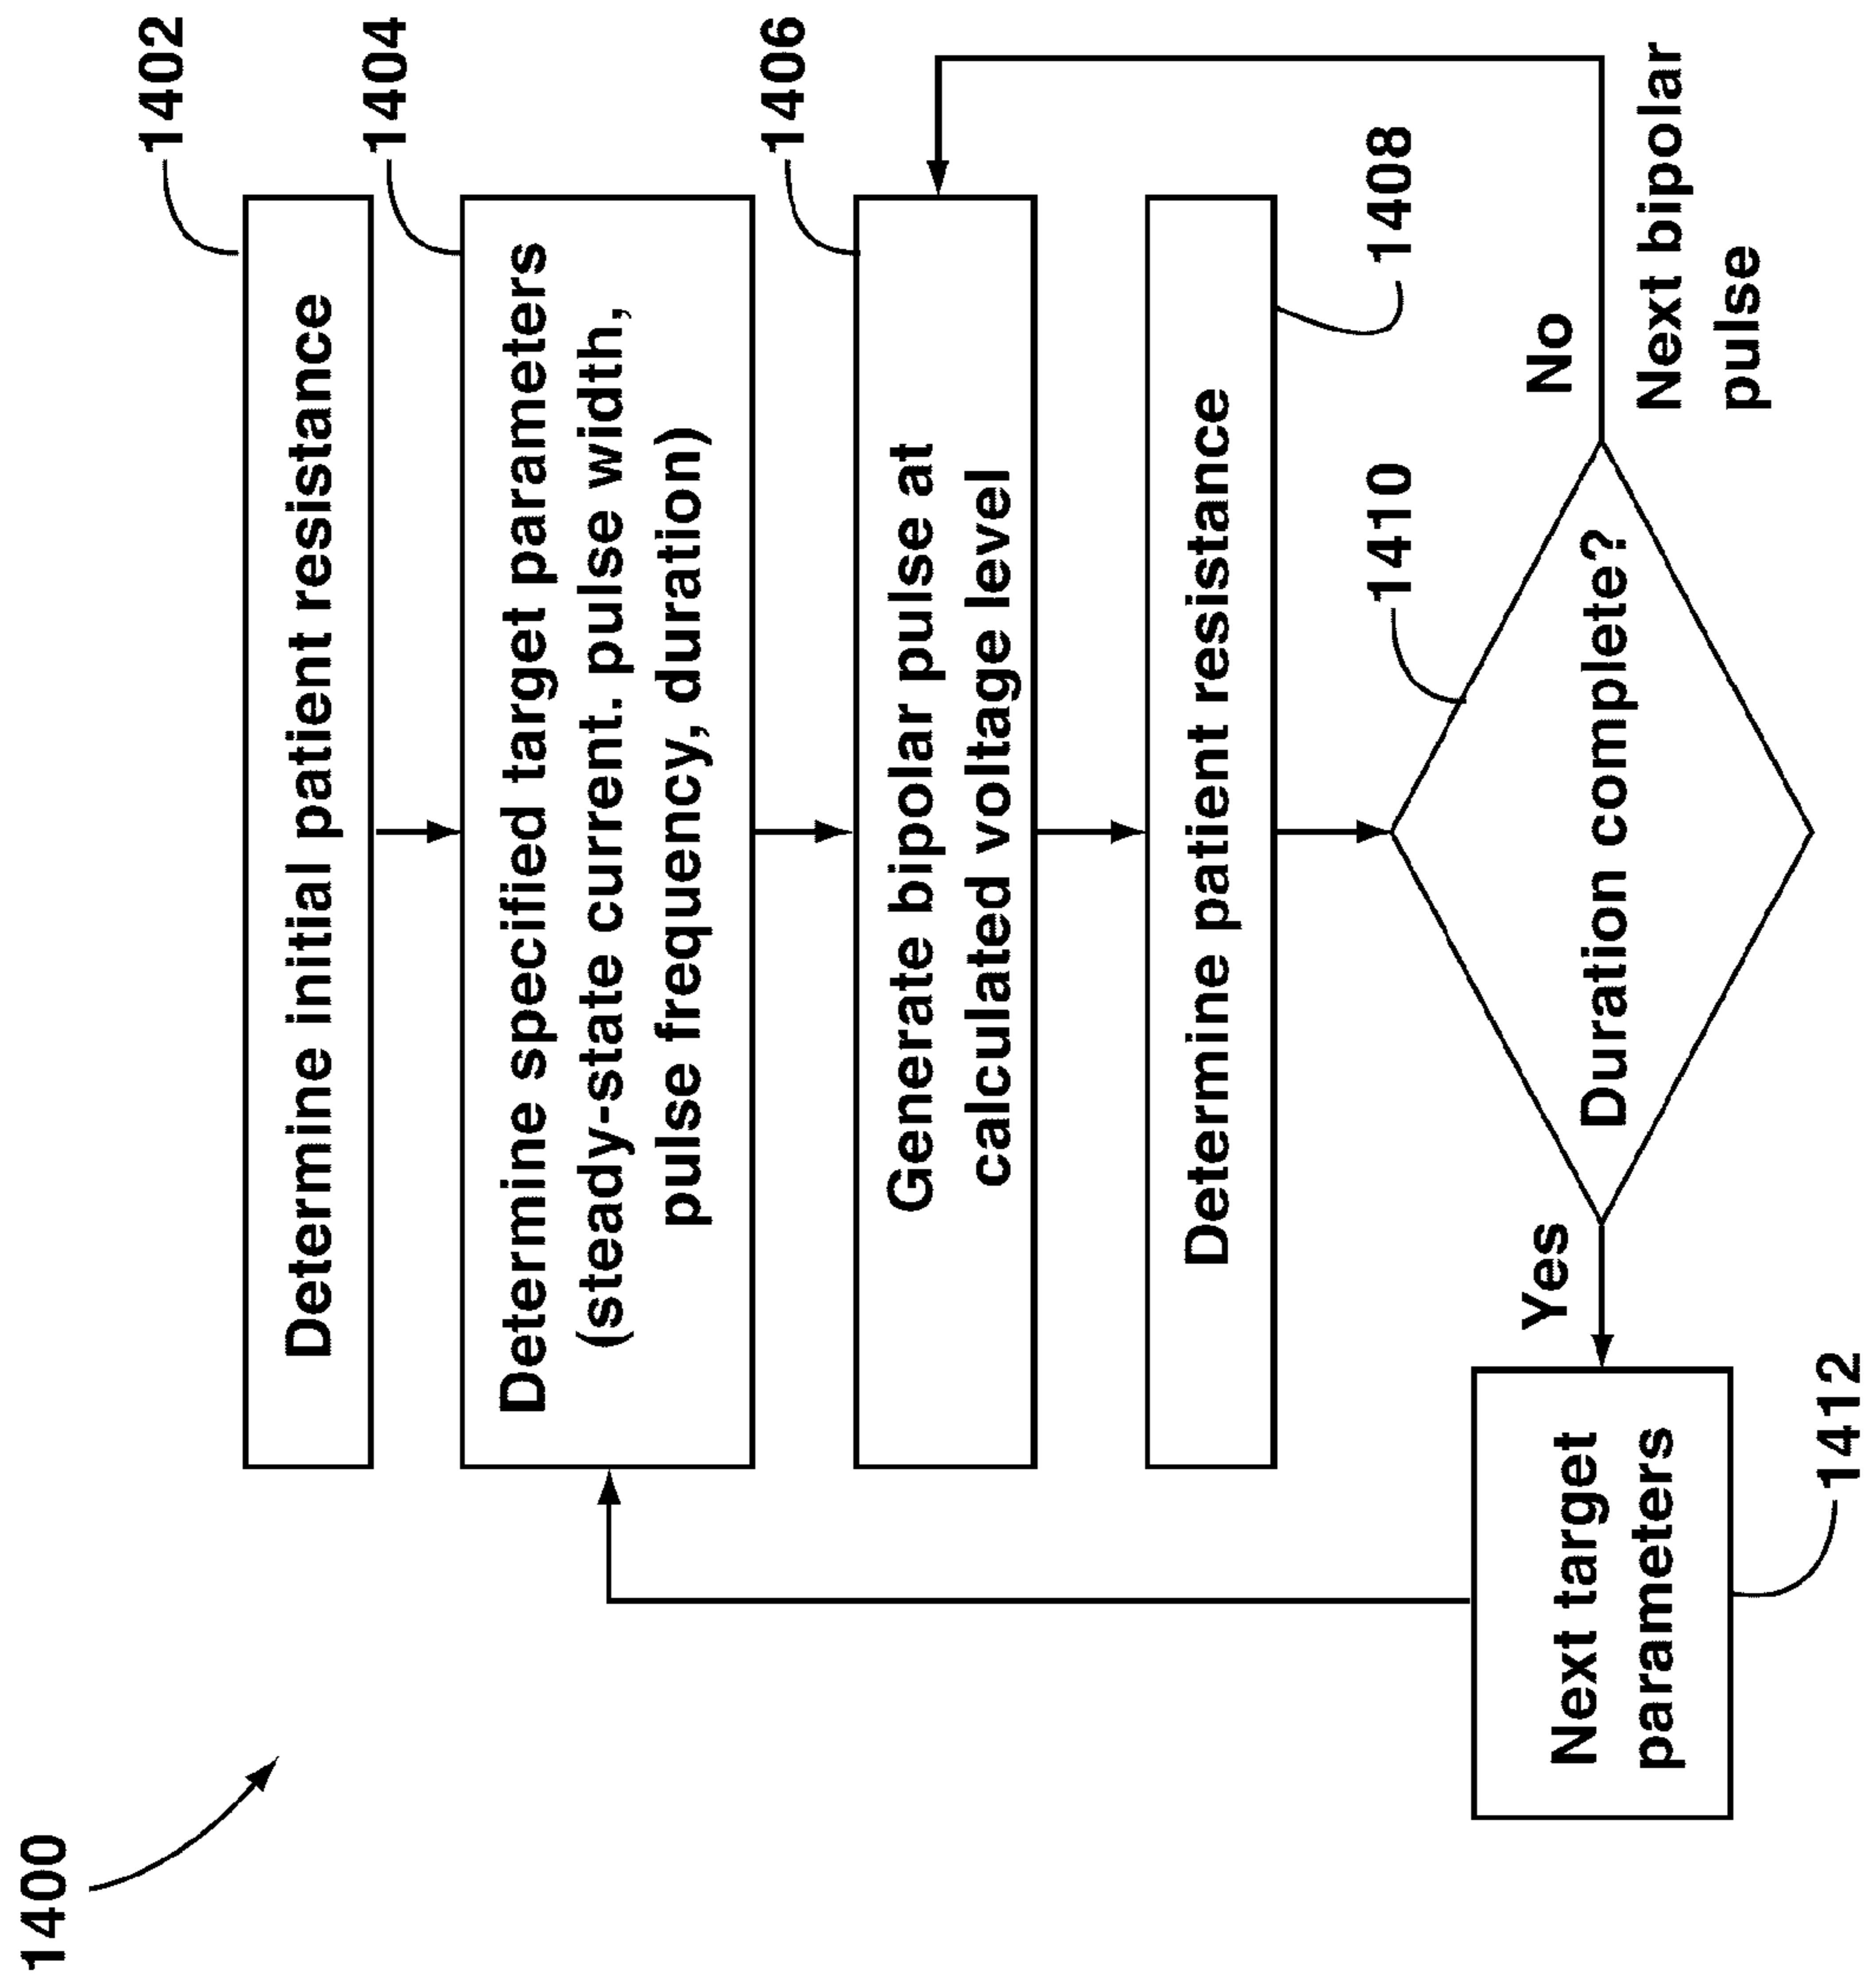 1400
1402
Determine initial patient resistance
1404
Determine specified target parameters
(steady-state current. pulse width,
pulse frequency, duration)
1406
Generate bipolar pulse at
calculated voltage level
Determine patient resistance
1408
1410
Duration complete?
Yes
No
Next bipolar
pulse
Next target
parameters
1412